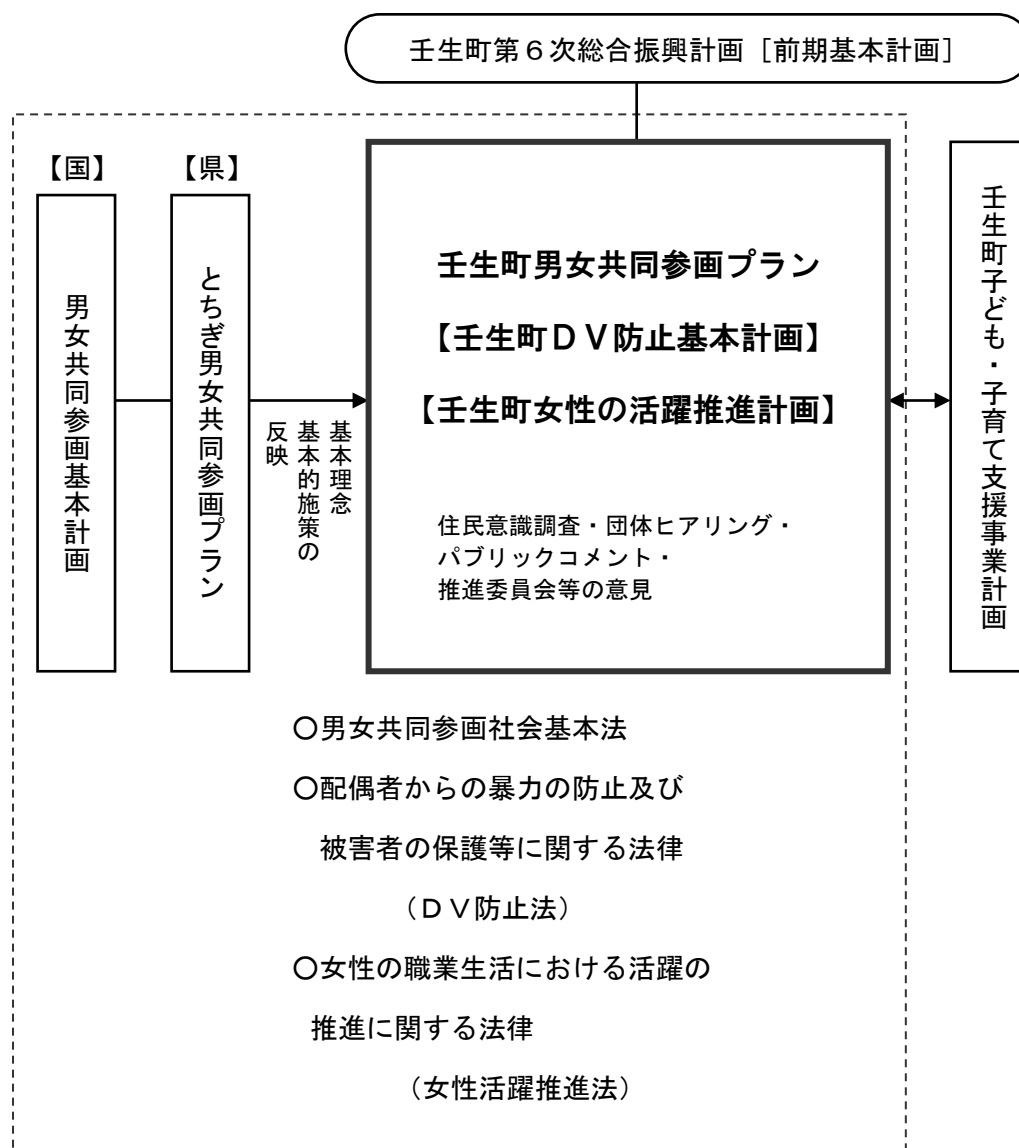 壬生町第６次総合振興計画［前期基本計画］
【国】
男女共同参画基本計画
【県】
とちぎ男女共同参画プラン
基本理念
基本的施策の
反映
壬生町男女共同参画プラン
【壬生町ＤＶ防止基本計画】
【壬生町女性の活躍推進計画】
住民意識調査・団体ヒアリング・
パブリックコメント・
推進委員会等の意見
壬生町子ども・子育て支援事業計画
○男女共同参画社会基本法
○配偶者からの暴力の防止及び
被害者の保護等に関する法律
（ＤＶ防止法）
○女性の職業生活における活躍の
推進に関する法律
（女性活躍推進法）